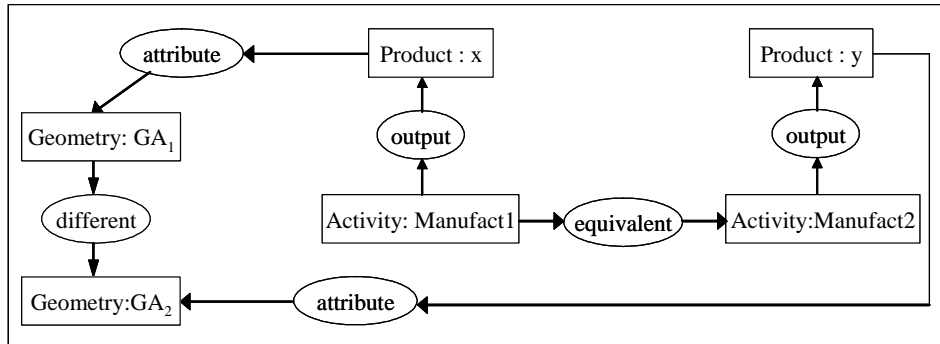 attribute
Product : x
Product : y
Geometry: GA1
output
output
different
Activity: Manufact1
equivalent
Activity:Manufact2
Geometry:GA2
attribute